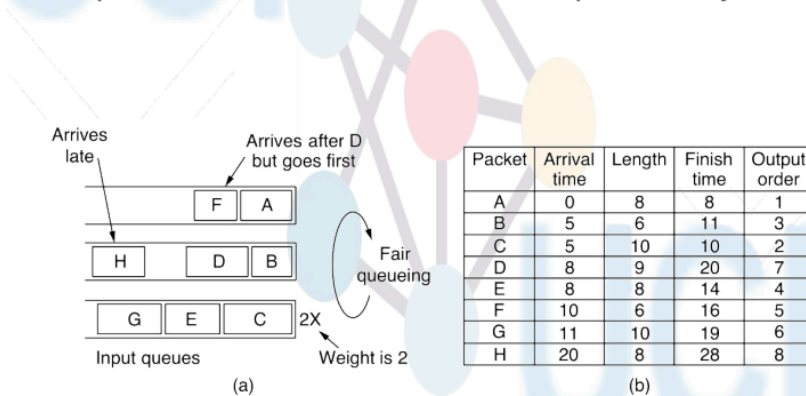 Arrives
late
Arrives after D
but goes first
F A
H D B
Fair
queueing
G E C 2X
Input queues
Weight is 2
(a)
Packet Arrival time Length Finish time Output order
A 0 8 8 1
B 5 6 11 3
C 5 10 10 2
D 8 9 20 7
E 8 8 14 4
F 10 6 16 5
G 11 10 19 6
H 20 8 28 8
(b)